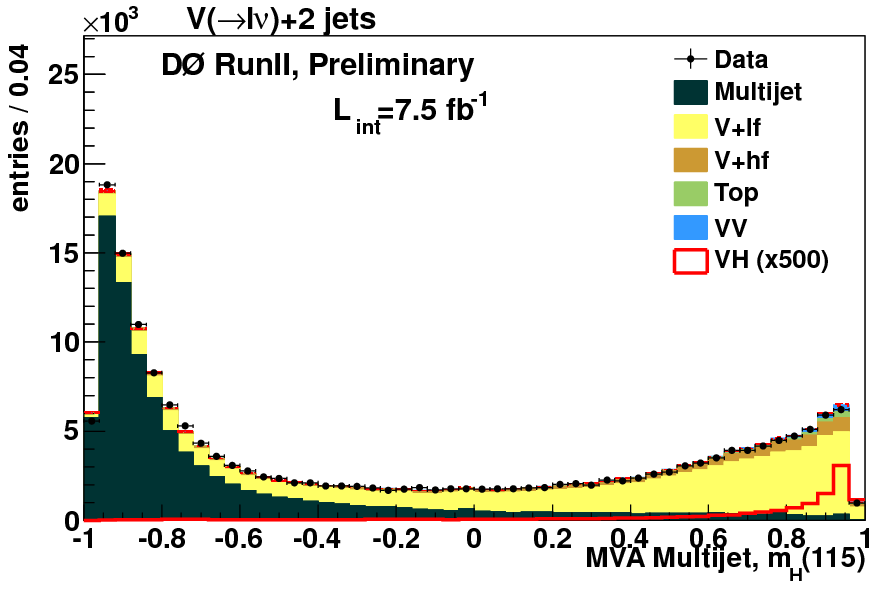 ×10³ V(→lν)+2 jets
DØ RunII, Preliminary
L_int=7.5 fb⁻¹
Data
Multijet
V+lf
V+hf
Top
VV
VH (x500)
entries / 0.04
25
20
15
10
5
0
-1 -0.8 -0.6 -0.4 -0.2 0 0.2 0.4 0.6 0.8 1
MVA Multijet, m_H(115)